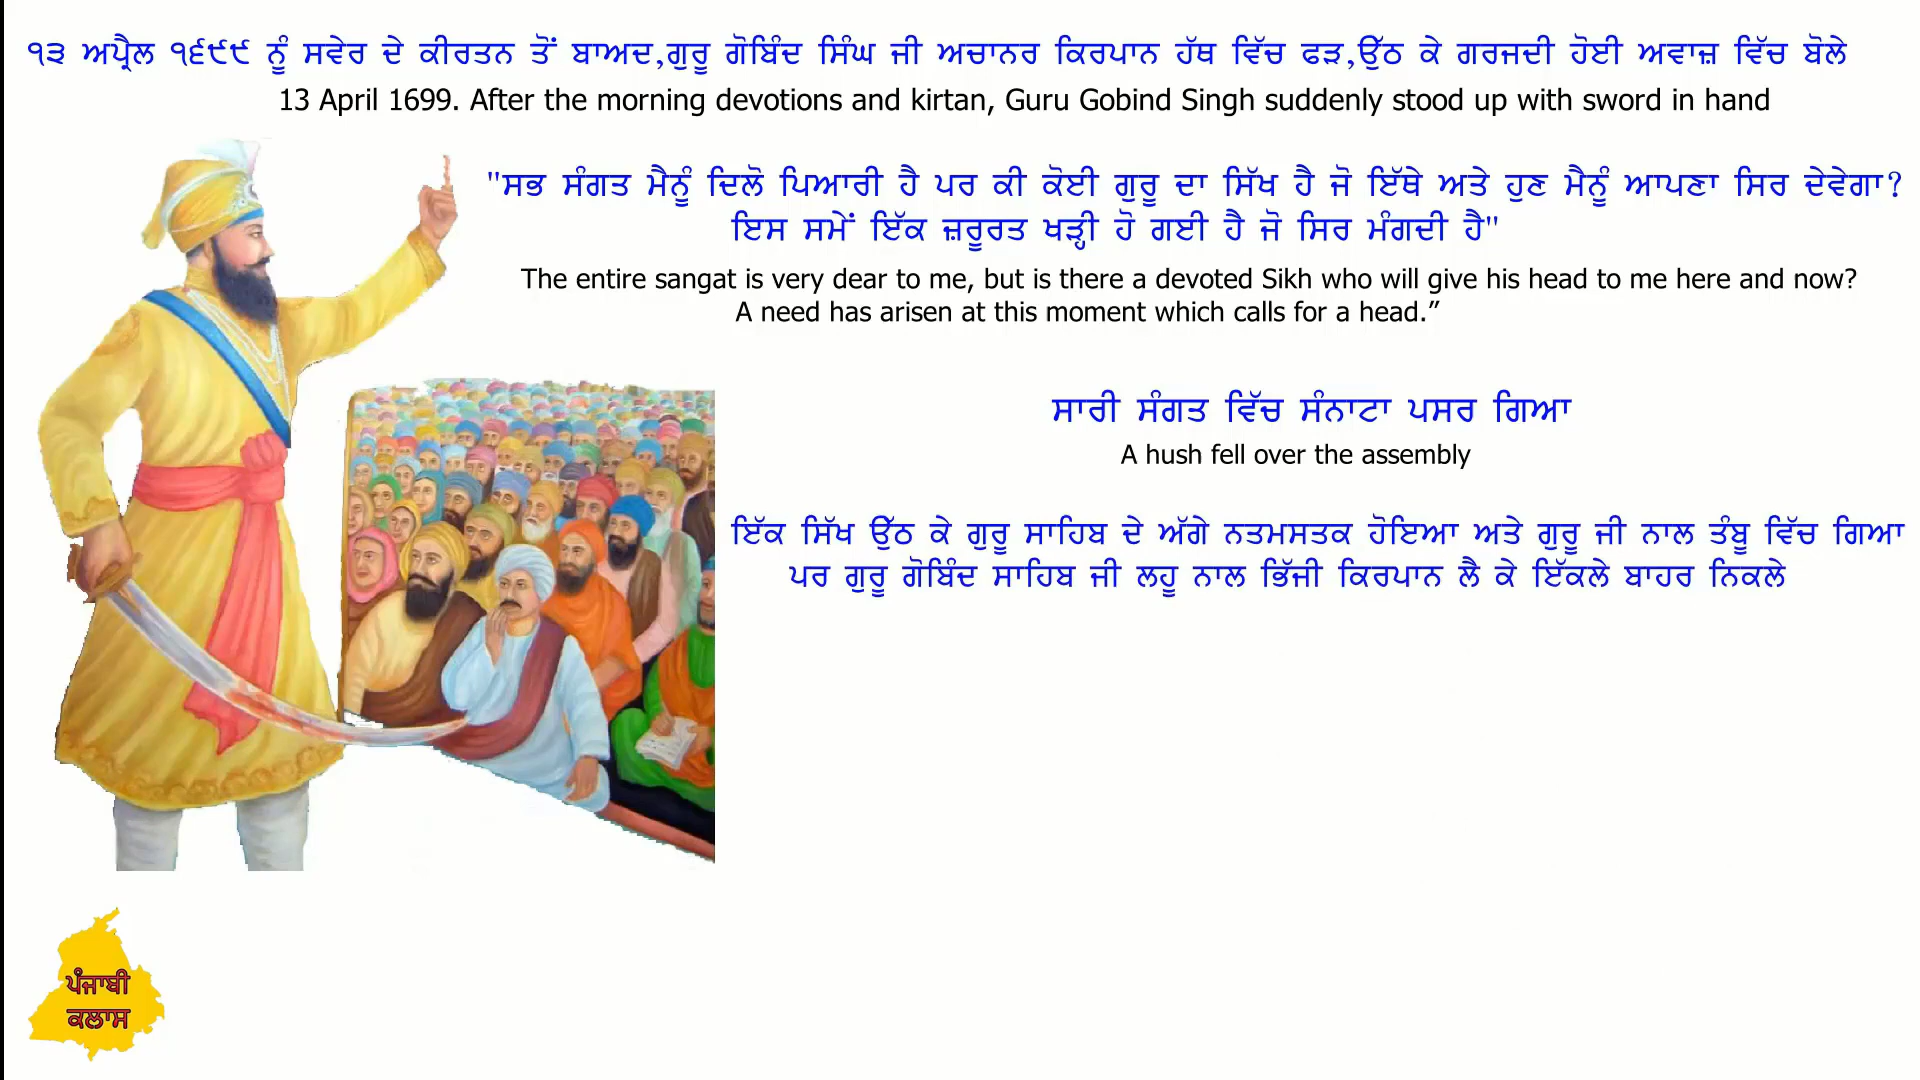 ੧੩ ਅਪ੍ਰੈਲ ੧੬੯੯ ਨੂੰ ਸਵੇਰ ਦੇ ਕੀਰਤਨ ਤੋਂ ਬਾਅਦ,ਗੁਰੂ ਗੋਬਿੰਦ ਸਿੰਘ ਜੀ ਅਚਾਨਰ ਕਿਰਪਾਨ ਹੱਥ ਵਿੱਚ ਫੜ,ਉੱਠ ਕੇ ਗਰਜਦੀ ਹੋਈ ਅਵਾਜ਼ ਵਿੱਚ ਬੋਲੇ
13 April 1699. After the morning devotions and kirtan, Guru Gobind Singh suddenly stood up with sword in hand
"ਸਭ ਸੰਗਤ ਮੈਨੂੰ ਦਿਲੋ ਪਿਆਰੀ ਹੈ ਪਰ ਕੀ ਕੋਈ ਗੁਰੂ ਦਾ ਸਿੱਖ ਹੈ ਜੋ ਇੱਥੇ ਅਤੇ ਹੁਣ ਮੈਨੂੰ ਆਪਣਾ ਸਿਰ ਦੇਵੇਗਾ?
ਇਸ ਸਮੇਂ ਇੱਕ ਜ਼ਰੂਰਤ ਖੜ੍ਹੀ ਹੋ ਗਈ ਹੈ ਜੋ ਸਿਰ ਮੰਗਦੀ ਹੈ"
The entire sangat is very dear to me, but is there a devoted Sikh who will give his head to me here and now?
A need has arisen at this moment which calls for a head.”
ਸਾਰੀ ਸੰਗਤ ਵਿੱਚ ਸੰਨਾਟਾ ਪਸਰ ਗਿਆ
A hush fell over the assembly
ਇੱਕ ਸਿੱਖ ਉੱਠ ਕੇ ਗੁਰੂ ਸਾਹਿਬ ਦੇ ਅੱਗੇ ਨਤਮਸਤਕ ਹੋਇਆ ਅਤੇ ਗੁਰੂ ਜੀ ਨਾਲ ਤੰਬੂ ਵਿੱਚ ਗਿਆ
ਪਰ ਗੁਰੂ ਗੋਬਿੰਦ ਸਾਹਿਬ ਜੀ ਲਹੂ ਨਾਲ ਭਿੱਜੀ ਕਿਰਪਾਨ ਲੈ ਕੇ ਇੱਕਲੇ ਬਾਹਰ ਨਿਕਲੇ
ਪੰਜਾਬੀ
ਕਲਾਸ